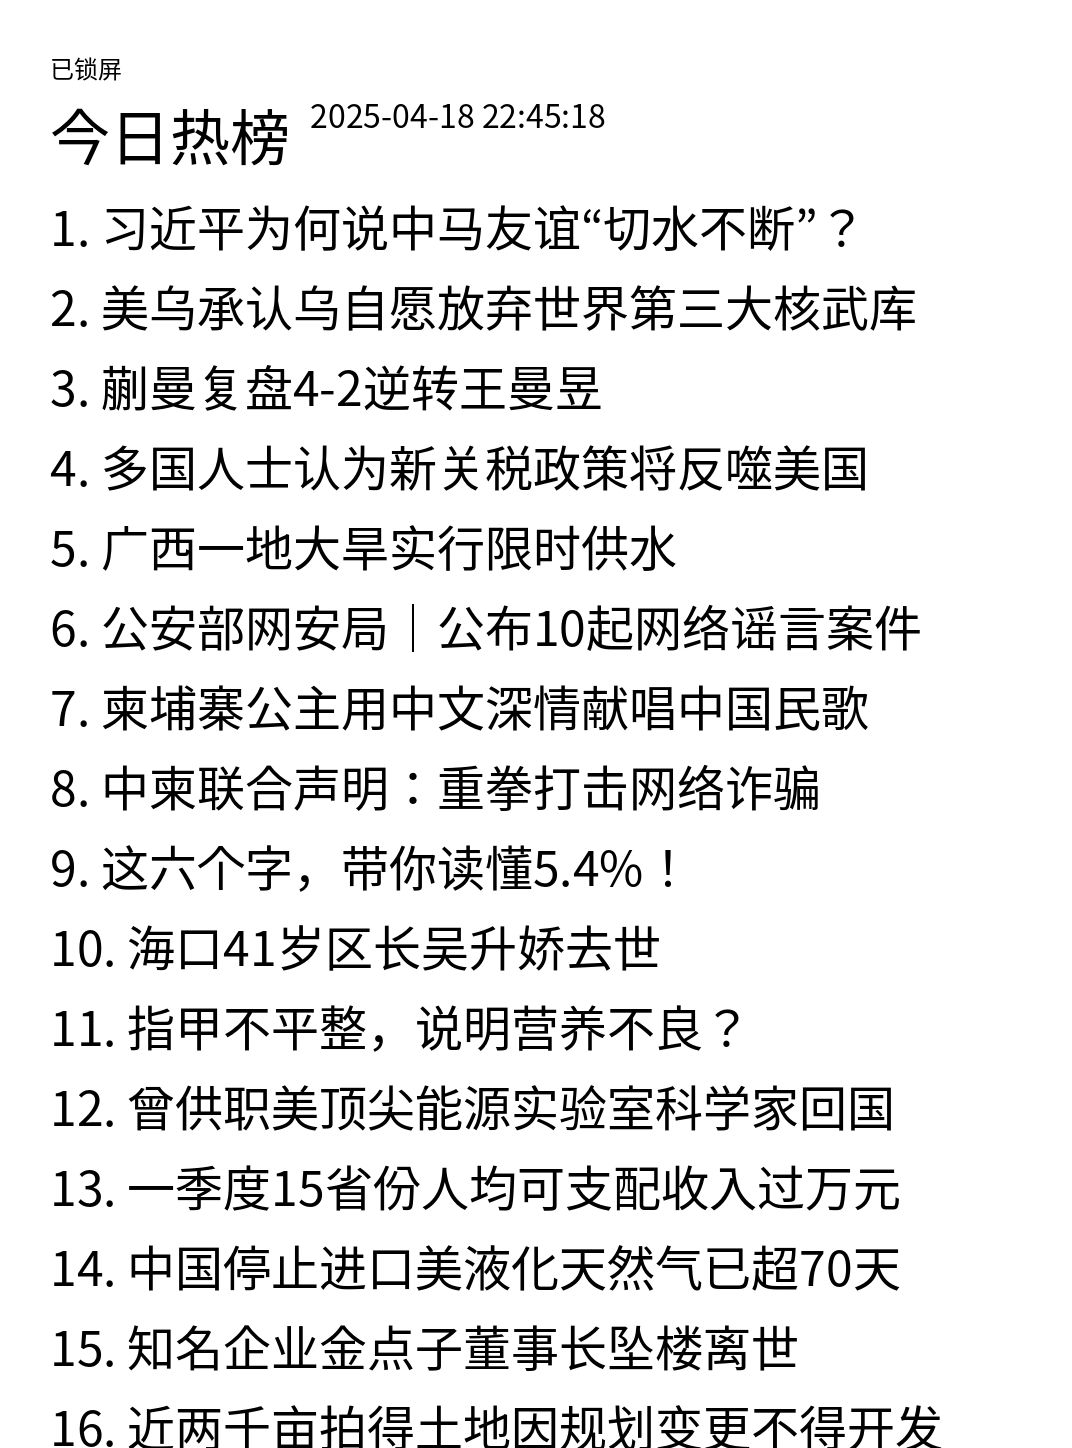 已锁屏
今日热榜 2025-04-18 22:45:18
1. 习近平为何说中马友谊“切水不断”？
2. 美乌承认乌自愿放弃世界第三大核武库
3. 蒯曼复盘4-2逆转王曼昱
4. 多国人士认为新关税政策将反噬美国
5. 广西一地大旱实行限时供水
6. 公安部网安局｜公布10起网络谣言案件
7. 柬埔寨公主用中文深情献唱中国民歌
8. 中柬联合声明：重拳打击网络诈骗
9. 这六个字，带你读懂5.4%！
10. 海口41岁区长吴升娇去世
11. 指甲不平整，说明营养不良？
12. 曾供职美顶尖能源实验室科学家回国
13. 一季度15省份人均可支配收入过万元
14. 中国停止进口美液化天然气已超70天
15. 知名企业金点子董事长坠楼离世
16. 近两千亩拍得土地因规划变更不得开发